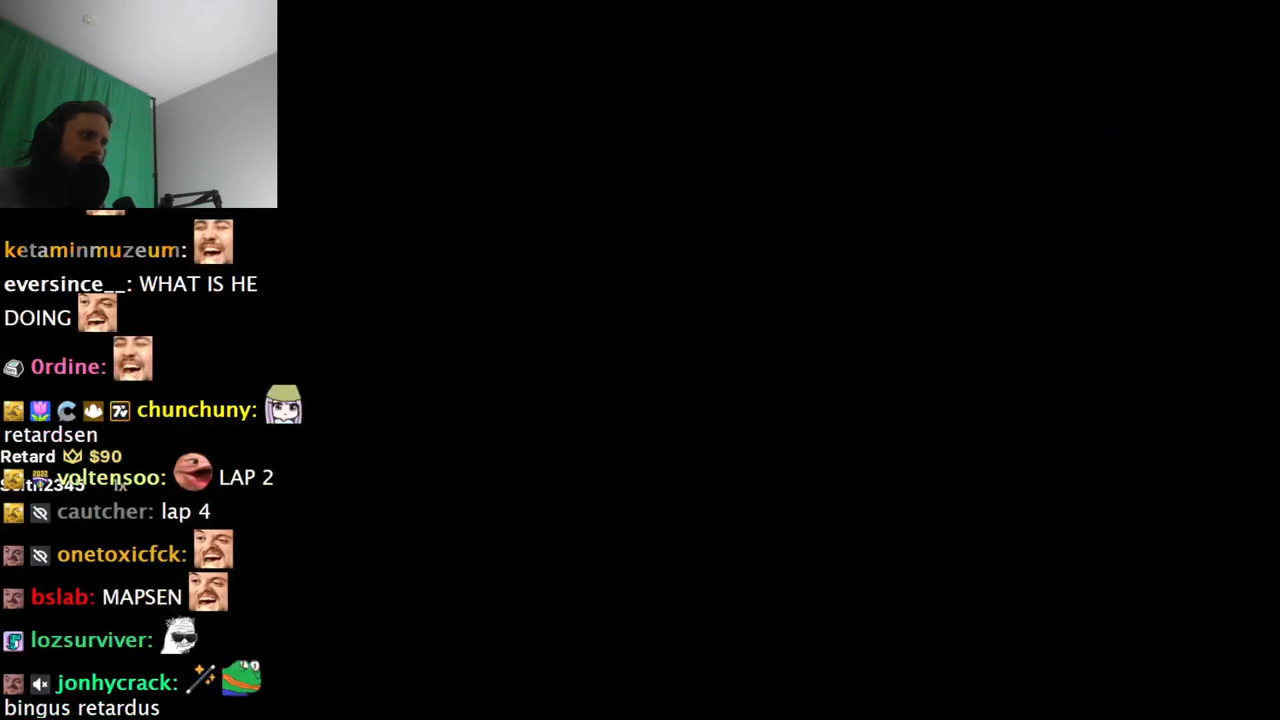 ketaminmuzeum:
eversince__: WHAT IS HE
DOING
0rdine:
chunchuny:
retardsen
Retard $90
voltensoo: LAP 2
cautcher: lap 4
onetoxicfck:
bslab: MAPSEN
lozsurviver:
jonhycrack:
bingus retardus